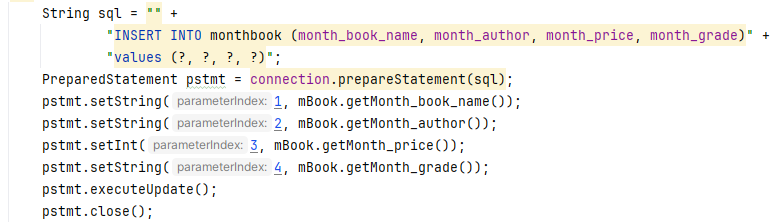 String sql = "" +
"INSERT INTO monthbook (month_book_name, month_author, month_price, month_grade)" +
"values (?, ?, ?, ?)";
PreparedStatement pstmt = connection.prepareStatement(sql);
pstmt.setString( parameterIndex: 1, mBook.getMonth_book_name());
pstmt.setString( parameterIndex: 2, mBook.getMonth_author());
pstmt.setInt( parameterIndex: 3, mBook.getMonth_price());
pstmt.setString( parameterIndex: 4, mBook.getMonth_grade());
pstmt.executeUpdate();
pstmt.close();